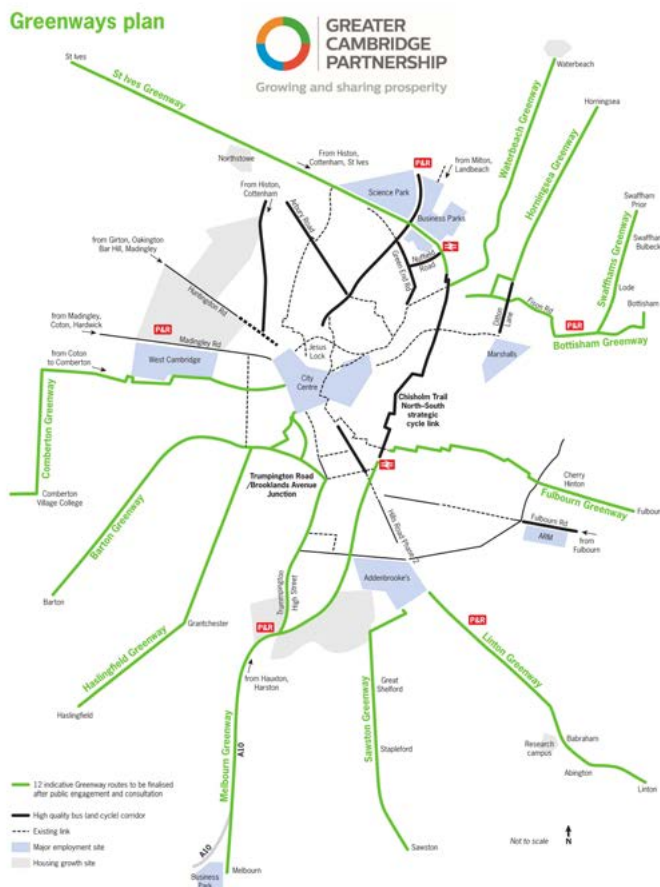 Greenways plan
GREATER
CAMBRIDGE
PARTNERSHIP
Growing and sharing prosperity
St Ives
St Ives Greenway
Waterbeach
Waterbeach Greenway
Horningsea
Horningsea Greenway
Northstowe
From Histon,
Cottenham, St Ives
P&R
from Milton,
Landbeach
Science Park
Business Parks
From Histon,
Cottenham
Arbury Road
Green End Rd
Nuffield
Road
Swaffham
Prior
Swaffham
Bulbeck
Swaffhams Greenway
Lode
Bottisham
from Girton, Oakington
Bar Hill, Madingley
Huntingdon Rd
Ditton
Lane
P&R
Bottisham Greenway
from Madingley,
Coton, Hardwick
P&R
Madingley Rd
Jesus
Lock
Marshalls
from Coton
to Comberton
West Cambridge
City
Centre
Chisholm Trail
North–South
strategic
cycle link
Comberton Greenway
Comberton
Village College
Trumpington Road
/Brooklands Avenue
Junction
Cherry
Hinton
Fulbourn Greenway
Fulbourn
Fulbourn Rd
ARM
from
Fulbourn
Hills Road Phase 2
Barton Greenway
Barton
Addenbrooke's
Trumpington
High Street
Grantchester
P&R
P&R
Haslingfield Greenway
Haslingfield
from Hauxton,
Harston
Linton Greenway
Great
Shelford
Sawston Greenway
Stapleford
Melbourn Greenway
A10
Research
campus
Babraham
Abington
Linton
Sawston
12 indicative Greenway routes to be finalised
after public engagement and consultation
High quality bus (and cycle) corridor
Existing link
Major employment site
Housing growth site
A10
Business
Park
Melbourn
Not to scale
N